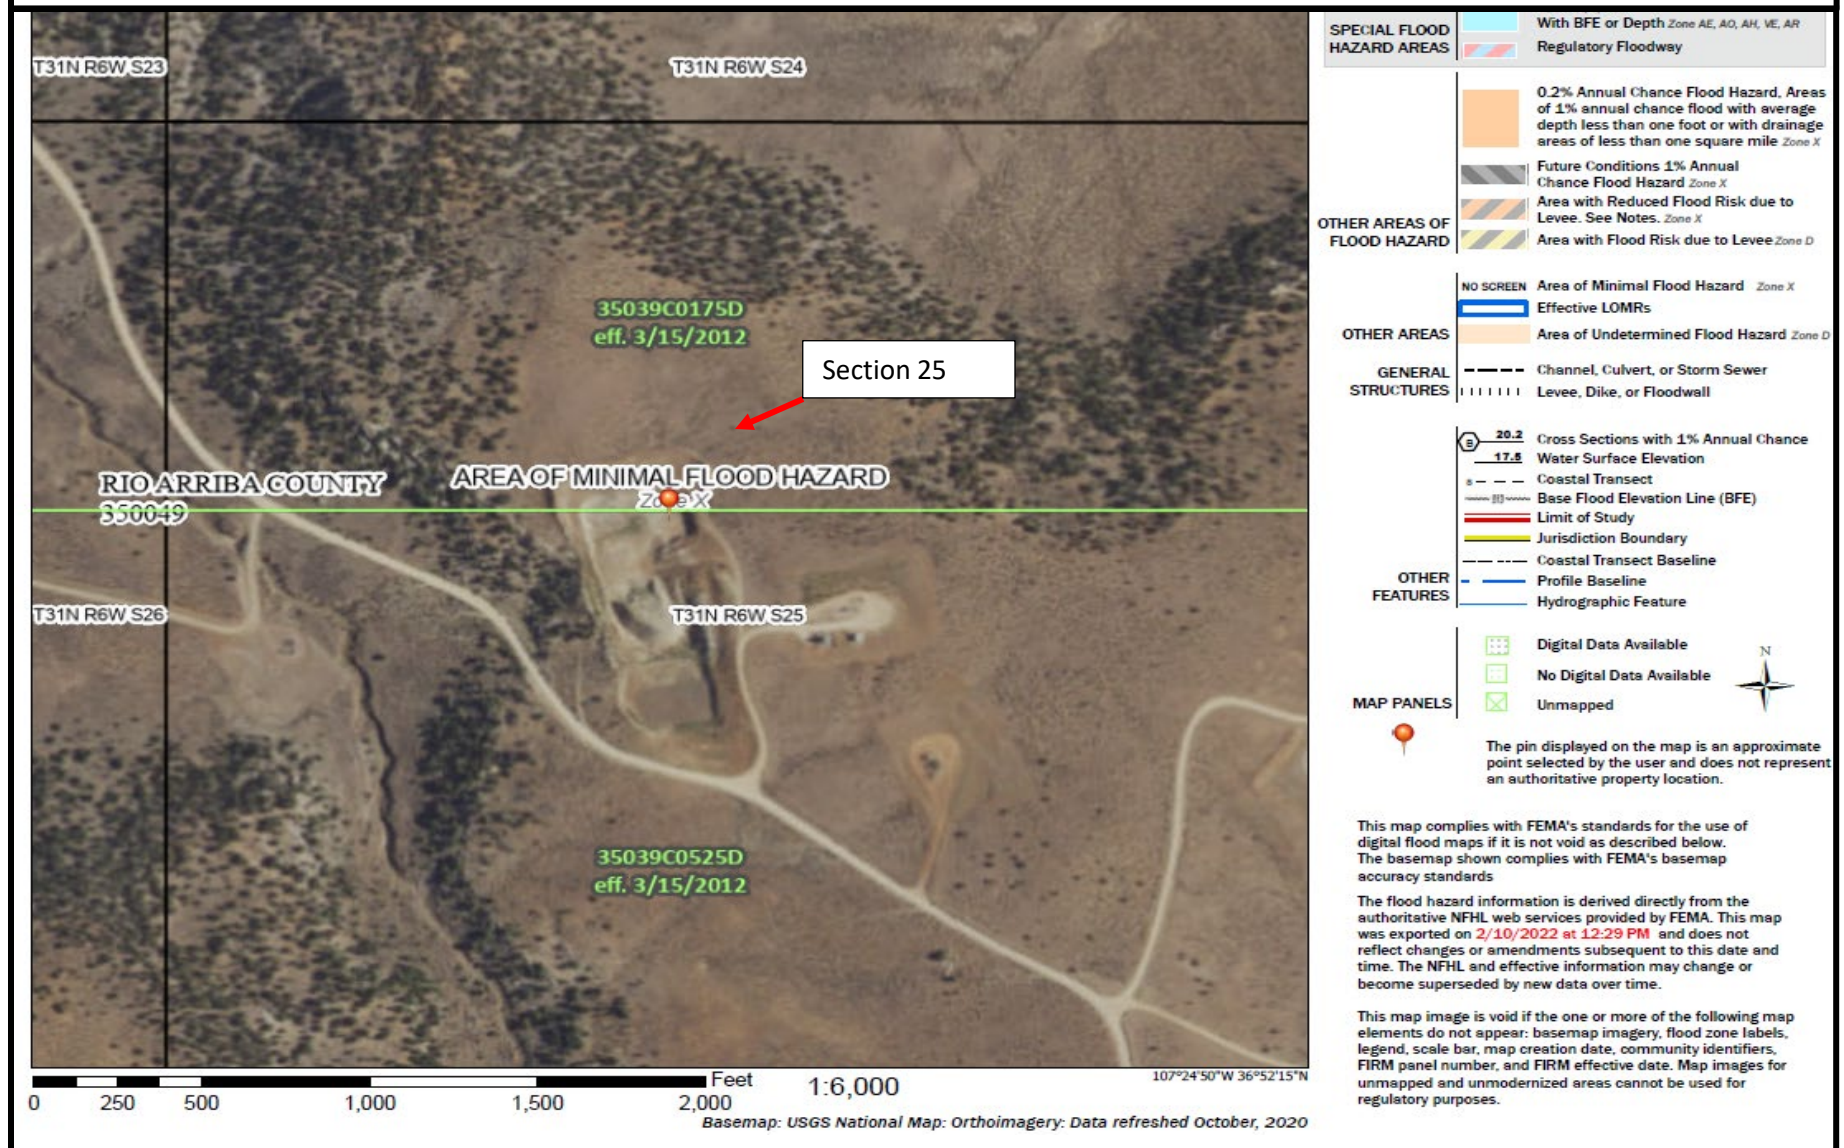 T31N R6W S23
T31N R6W S24
35039C0175D
eff. 3/15/2012
Section 25
RIO ARRIBA COUNTY
350049
AREA OF MINIMAL FLOOD HAZARD
Zone X
T31N R6W S26
T31N R6W S25
35039C0525D
eff. 3/15/2012
0 250 500 1,000 1,500 2,000
Feet
1:6,000
107°24'50"W 36°52'15"N
Basemap: USGS National Map: Orthoimagery: Data refreshed October, 2020
SPECIAL FLOOD
HAZARD AREAS
With BFE or Depth Zone AE, AO, AH, VE, AR
Regulatory Floodway
0.2% Annual Chance Flood Hazard, Areas
of 1% annual chance flood with average
depth less than one foot or with drainage
areas of less than one square mile Zone X
Future Conditions 1% Annual
Chance Flood Hazard Zone X
Area with Reduced Flood Risk due to
Levee. See Notes. Zone X
Area with Flood Risk due to Levee Zone D
OTHER AREAS OF
FLOOD HAZARD
NO SCREEN Area of Minimal Flood Hazard Zone X
Effective LOMRs
Area of Undetermined Flood Hazard Zone D
OTHER AREAS
GENERAL
STRUCTURES
Channel, Culvert, or Storm Sewer
Levee, Dike, or Floodwall
B 20.2 Cross Sections with 1% Annual Chance
17.5 Water Surface Elevation
8 Coastal Transect
513 Base Flood Elevation Line (BFE)
Limit of Study
Jurisdiction Boundary
Coastal Transect Baseline
Profile Baseline
Hydrographic Feature
OTHER
FEATURES
Digital Data Available
No Digital Data Available
Unmapped
MAP PANELS
N
The pin displayed on the map is an approximate
point selected by the user and does not represent
an authoritative property location.
This map complies with FEMA's standards for the use of
digital flood maps if it is not void as described below.
The basemap shown complies with FEMA's basemap
accuracy standards
The flood hazard information is derived directly from the
authoritative NFHL web services provided by FEMA. This map
was exported on 2/10/2022 at 12:29 PM and does not
reflect changes or amendments subsequent to this date and
time. The NFHL and effective information may change or
become superseded by new data over time.
This map image is void if the one or more of the following map
elements do not appear: basemap imagery, flood zone labels,
legend, scale bar, map creation date, community identifiers,
FIRM panel number, and FIRM effective date. Map images for
unmapped and unmodernized areas cannot be used for
regulatory purposes.